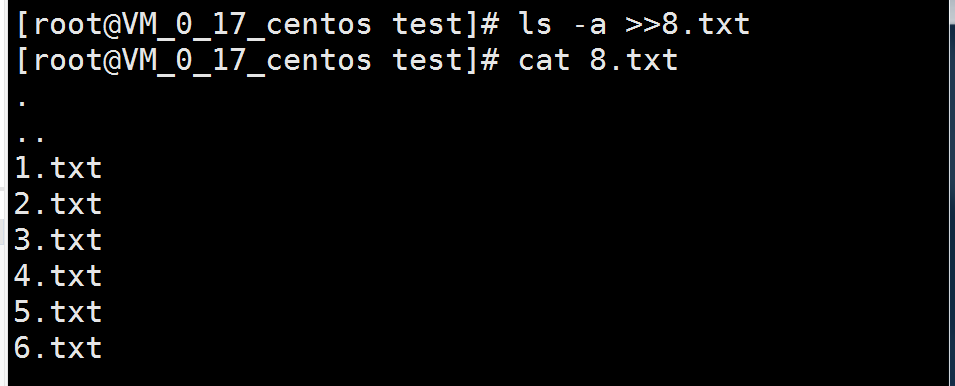 [root@VM_0_17_centos test]# ls -a >>8.txt
[root@VM_0_17_centos test]# cat 8.txt
.
..
1.txt
2.txt
3.txt
4.txt
5.txt
6.txt